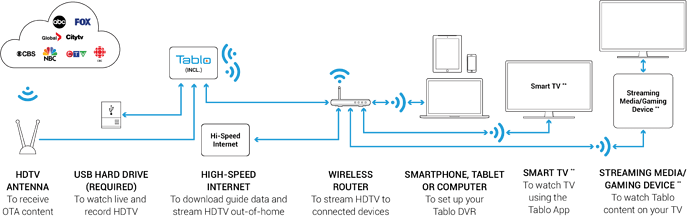 abc FOX
Global Citytv
CBS NBC CTV
Tablo
(INCL.)
Hi-Speed
Internet
Smart TV **
Streaming
Media/Gaming
Device **
HDTV
ANTENNA
To receive
OTA content
USB HARD DRIVE
(REQUIRED)
To watch live and
record HDTV
HIGH-SPEED
INTERNET
To download guide data and
stream HDTV out-of-home
WIRELESS
ROUTER
To stream HDTV to
connected devices
SMARTPHONE, TABLET
OR COMPUTER
To set up your
Tablo DVR
SMART TV **
To watch TV
using the
Tablo App
STREAMING MEDIA/
GAMING DEVICE **
To watch Tablo
content on your TV